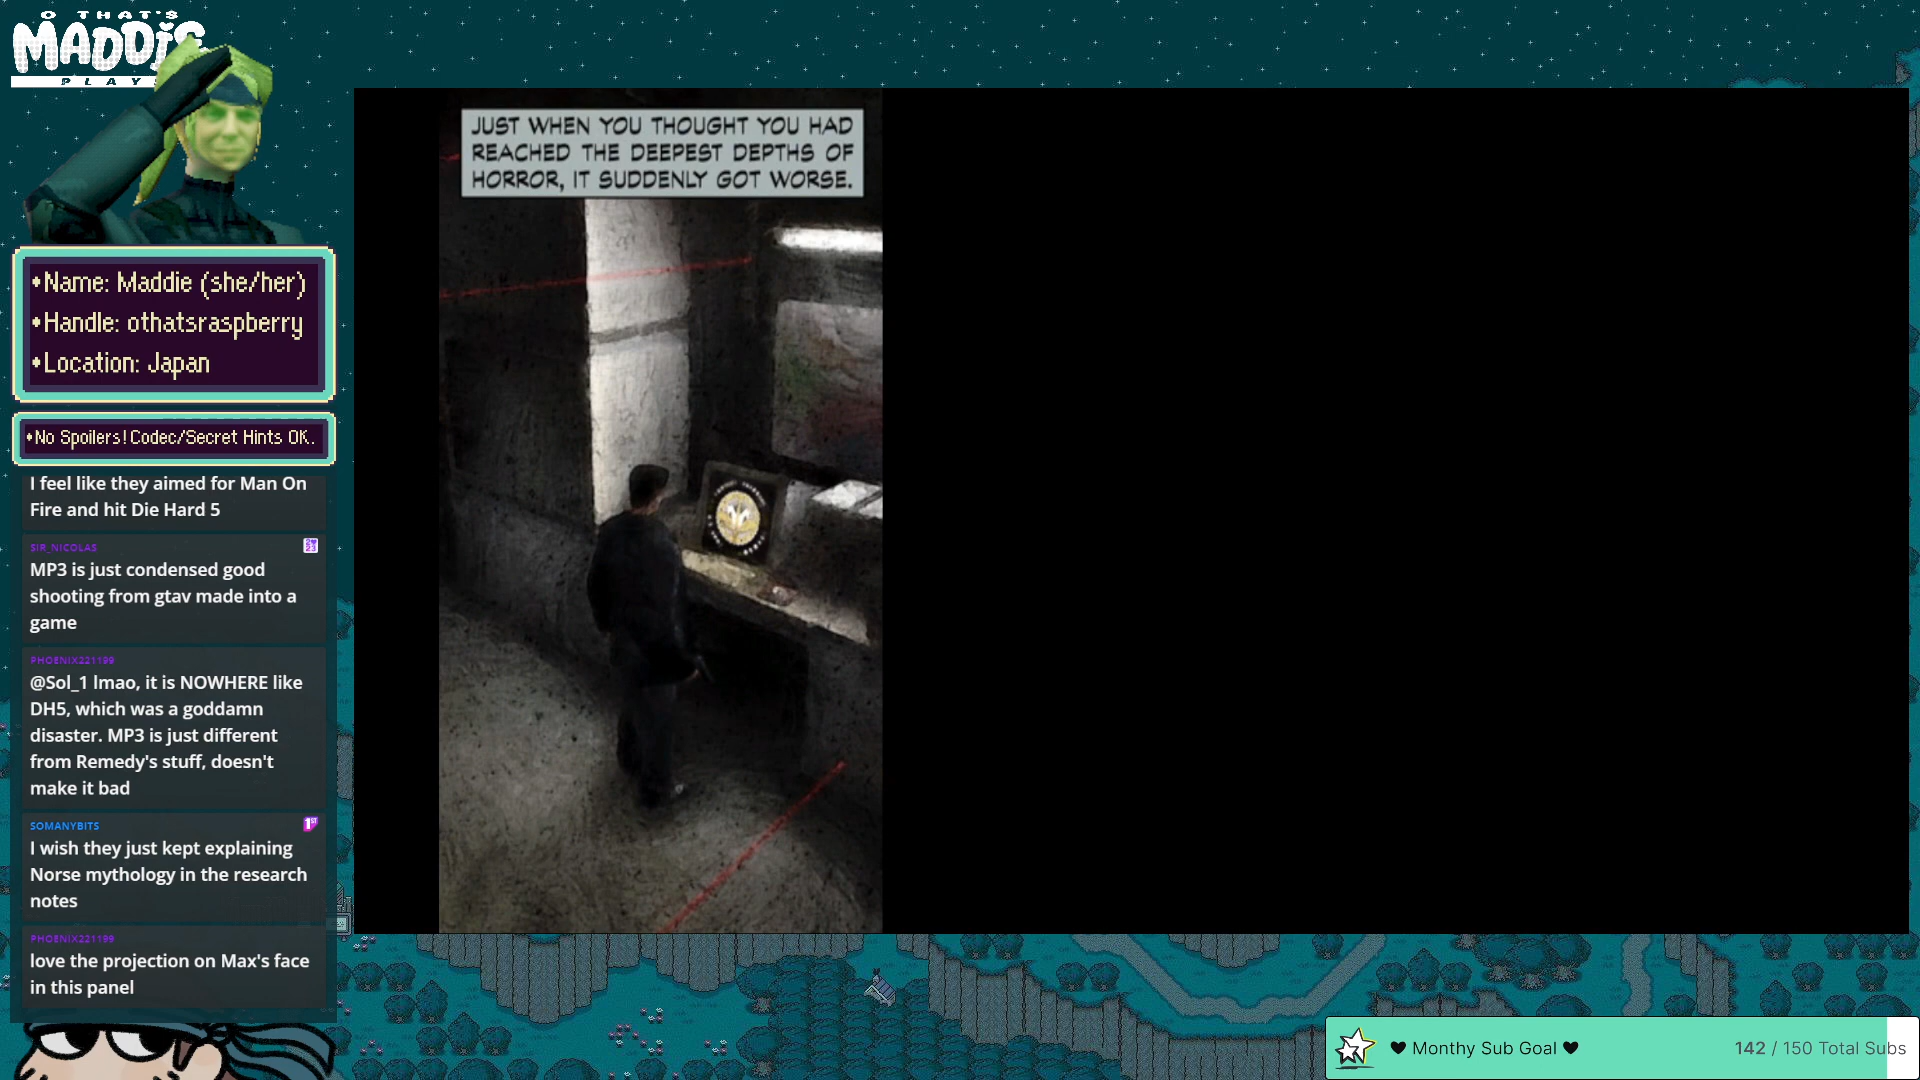 O THAT'S
MADDIE
PLAY
•Name: Maddie (she/her)
•Handle: othatsraspberry
•Location: Japan
•No Spoilers! Codec/Secret Hints OK.
I feel like they aimed for Man On
Fire and hit Die Hard 5
SIR_NICOLAS
MP3 is just condensed good
shooting from gtav made into a
game
PHOENIX221199
@Sol_1 lmao, it is NOWHERE like
DH5, which was a goddamn
disaster. MP3 is just different
from Remedy's stuff, doesn't
make it bad
SOMANYBITS
1ST
I wish they just kept explaining
Norse mythology in the research
notes
PHOENIX221199
love the projection on Max's face
in this panel
JUST WHEN YOU THOUGHT YOU HAD
REACHED THE DEEPEST DEPTHS OF
HORROR, IT SUDDENLY GOT WORSE.
♥ Monthy Sub Goal ♥
142 / 150 Total Subs